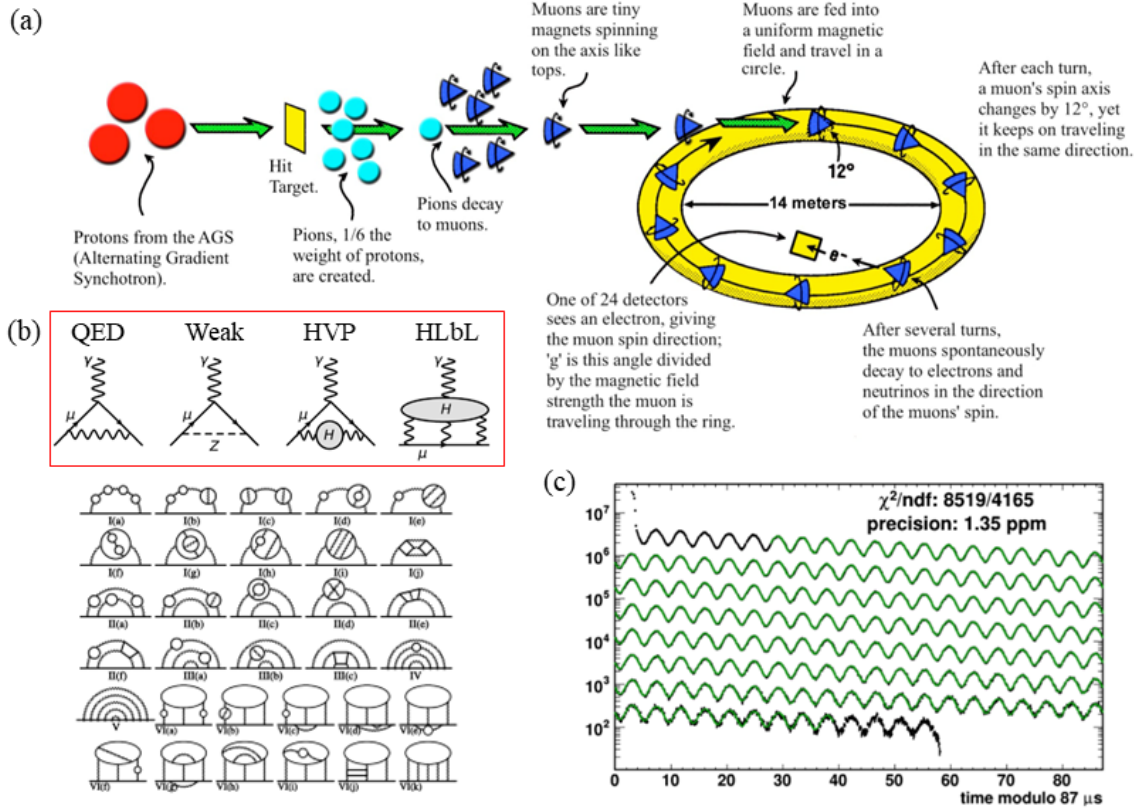 (a)
Protons from the AGS
(Alternating Gradient
Synchotron).
Hit
Target.
Pions, 1/6 the
weight of protons,
are created.
Pions decay
to muons.
Muons are tiny
magnets spinning
on the axis like
tops.
Muons are fed into
a uniform magnetic
field and travel in a
circle.
After each turn,
a muon's spin axis
changes by 12°, yet
it keeps on traveling
in the same direction.
12°
14 meters
e-
One of 24 detectors
sees an electron, giving
the muon spin direction;
'g' is this angle divided
by the magnetic field
strength the muon is
traveling through the ring.
After several turns,
the muons spontaneously
decay to electrons and
neutrinos in the direction
of the muons' spin.
(b)
QED Weak HVP HLbL
γ γ γ γ
μ μ μ H
Z H μ
I(a) I(b) I(c) I(d) I(e)
I(f) I(g) I(h) I(i) I(j)
II(a) II(b) II(c) II(d) II(e)
II(f) III(a) III(b) III(c) IV
V VI(a) VI(b) VI(c) VI(d) VI(e)
VI(f) VI(g) VI(h) VI(i) VI(j) VI(k)
(c)
χ²/ndf: 8519/4165
precision: 1.35 ppm
10⁷
10⁶
10⁵
10⁴
10³
10²
0 10 20 30 40 50 60 70 80
time modulo 87 μs